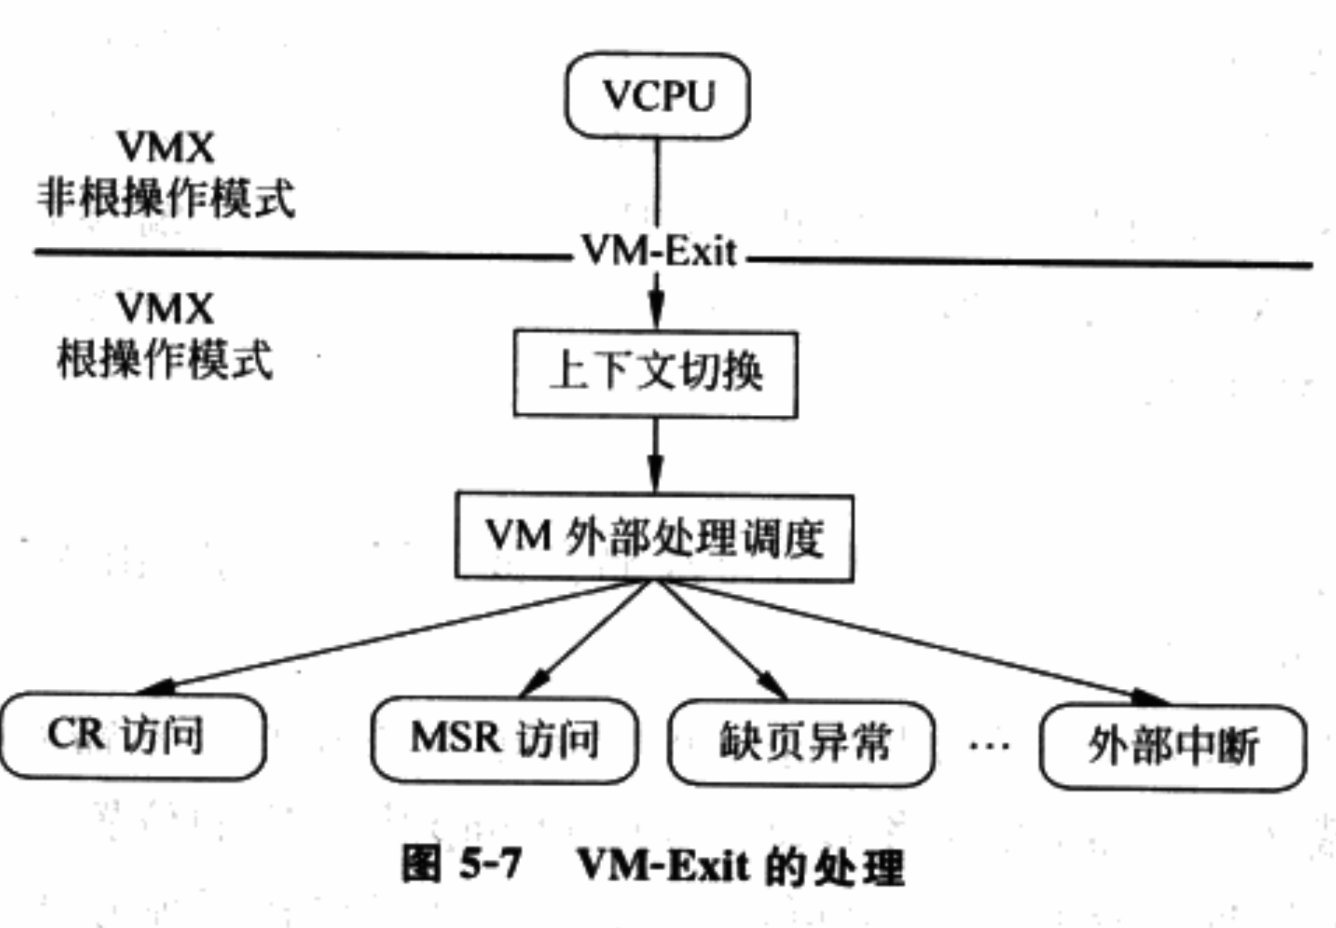 VCPU
VMX
非根操作模式
VM-Exit
VMX
根操作模式
上下文切换
VM 外部处理调度
CR 访问
MSR 访问
缺页异常
...
外部中断
图 5-7 VM-Exit 的处理